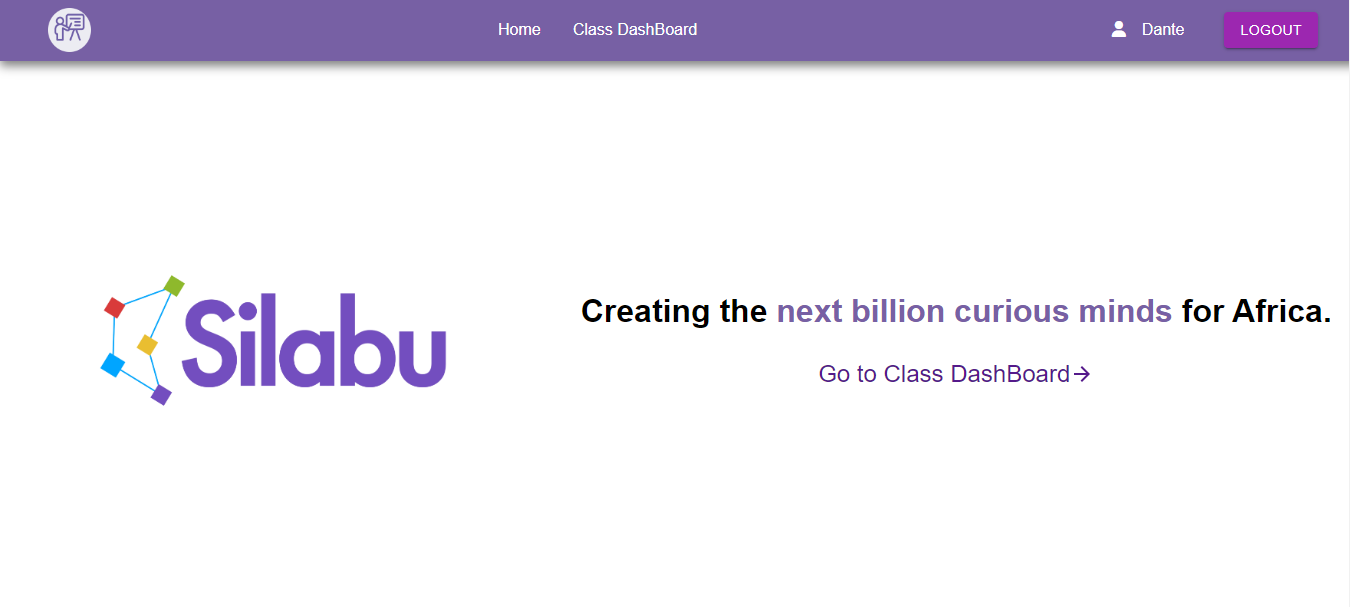 Home Class DashBoard Dante LOGOUT
Silabu
Creating the next billion curious minds for Africa.
Go to Class DashBoard→